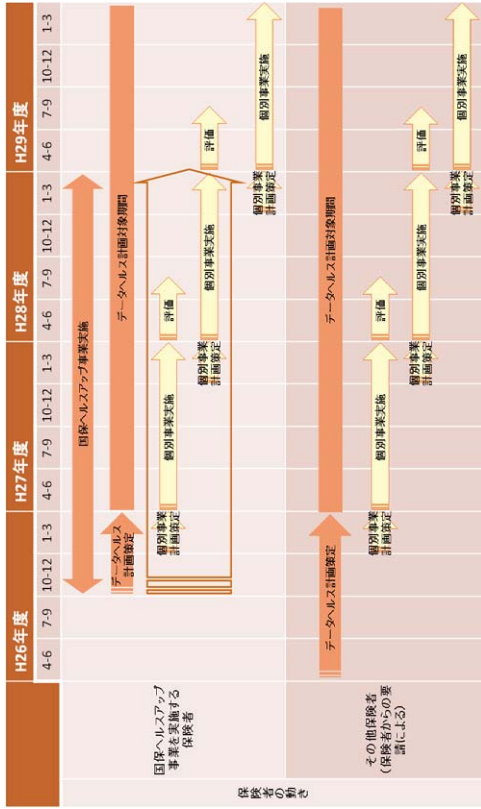 H26年度 H27年度 H28年度 H29年度
4-6 7-9 10-12 1-3 4-6 7-9 10-12 1-3 4-6 7-9 10-12 1-3 4-6 7-9 10-12 1-3
保険者の動き
国保ヘルスアップ
事業を実施する
保険者
国保ヘルスアップ事業実施
データヘルス
計画策定
データヘルス計画対象期間
個別事業
計画策定
個別事業実施
評価
個別事業
計画策定
個別事業実施
評価
個別事業
計画策定
個別事業実施
その他保険者
(保険者からの要
請による)
データヘルス計画策定
データヘルス計画対象期間
個別事業
計画策定
個別事業実施
評価
個別事業
計画策定
個別事業実施
評価
個別事業
計画策定
個別事業実施